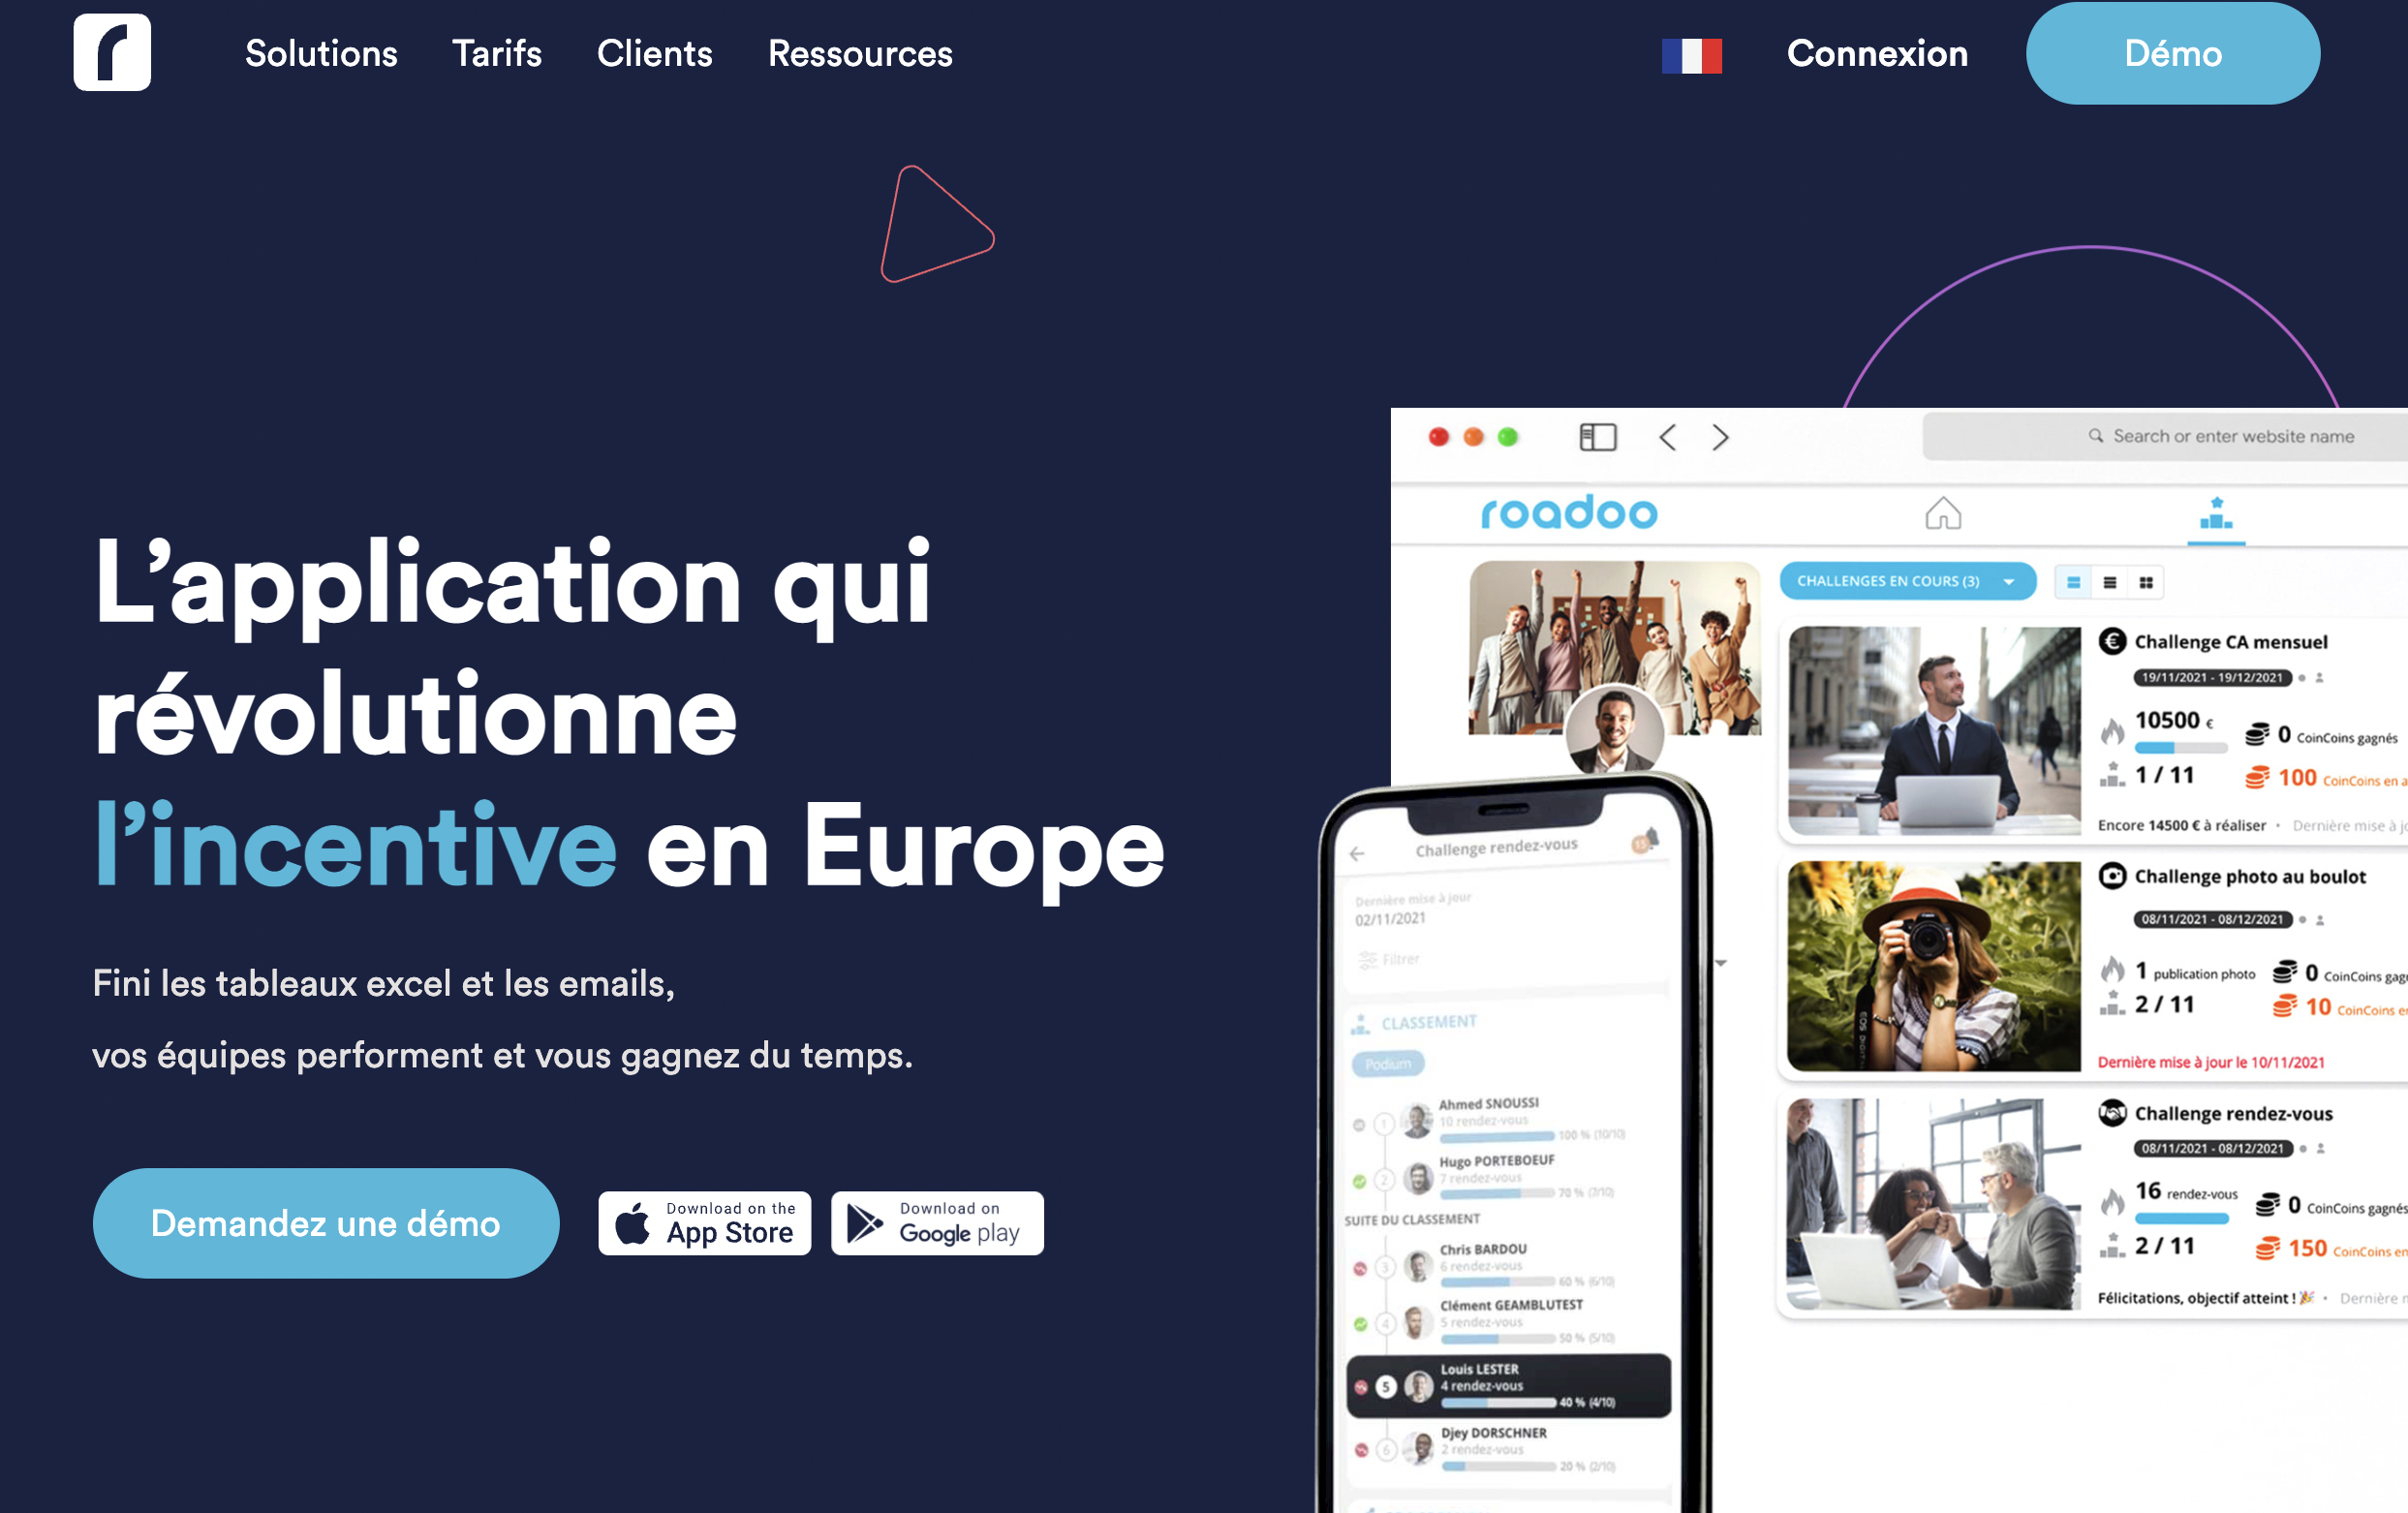 Solutions
Tarifs
Clients
Ressources
Connexion
Démo
L’application qui
révolutionne
l’incentive en Europe
Fini les tableaux excel et les emails,
vos équipes performent et vous gagnez du temps.
Demandez une démo
Download on the
App Store
Download on
Google play
Search or enter website name
roadoo
CHALLENGES EN COURS (3)
Challenge CA mensuel
19/11/2021 - 19/12/2021
10500 €
0 CoinCoins gagnés
1 / 11
100 CoinCoins en a
Encore 14500 € à réaliser • Dernière mise à jo
Challenge photo au boulot
08/11/2021 - 08/12/2021
1 publication photo
0 CoinCoins gag
2 / 11
10 CoinCoins e
Dernière mise à jour le 10/11/2021
Challenge rendez-vous
08/11/2021 - 08/12/2021
16 rendez-vous
0 CoinCoins gagnés
2 / 11
150 CoinCoins en
Félicitations, objectif atteint ! • Dernière
Challenge rendez-vous
Dernière mise à jour
02/11/2021
Filtrer
CLASSEMENT
Podium
1
Ahmed SNOUSSI
10 rendez-vous
100 % (10/10)
2
Hugo PORTEBOEUF
7 rendez-vous
70 % (7/10)
SUITE DU CLASSEMENT
3
Chris BARDOU
6 rendez-vous
60 % (6/10)
4
Clément GEAMBLUTEST
5 rendez-vous
50 % (5/10)
5
Louis LESTER
4 rendez-vous
40 % (4/10)
6
Djey DORSCHNER
2 rendez-vous
20 % (2/10)